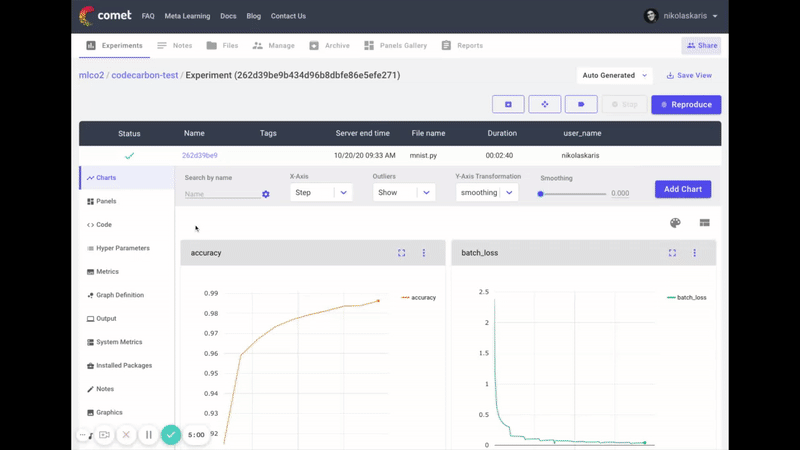 comet FAQ Meta Learning Docs Blog Contact Us nikolaskaris
Experiments Notes Files Manage Archive Panels Gallery Reports Share
mlco2 / codecarbon-test / Experiment (262d39be9b434d96b8dbfe86e5efe271) Auto Generated Save View
Stop Reproduce
Status Name Tags Server end time File name Duration user_name
262d39be9 10/20/20 09:33 AM mnist.py 00:02:40 nikolaskaris
Charts
Panels
Code
Hyper Parameters
Metrics
Graph Definition
Output
System Metrics
Installed Packages
Notes
Graphics
Search by name X-Axis Outliers Y-Axis Transformation Smoothing
Name Step Show smoothing 0.000 Add Chart
accuracy
0.99
0.98
0.97
0.96
0.95
0.94
0.93
0.92
accuracy
batch_loss
2.5
2
1.5
1
0.5
0
batch_loss
5:00